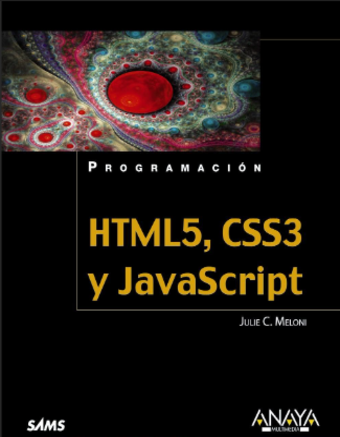 PROGRAMACIÓN
HTML5, CSS3
y JavaScript
JULIE C. MELONI
SAMS
ANAYA
MULTIMEDIA